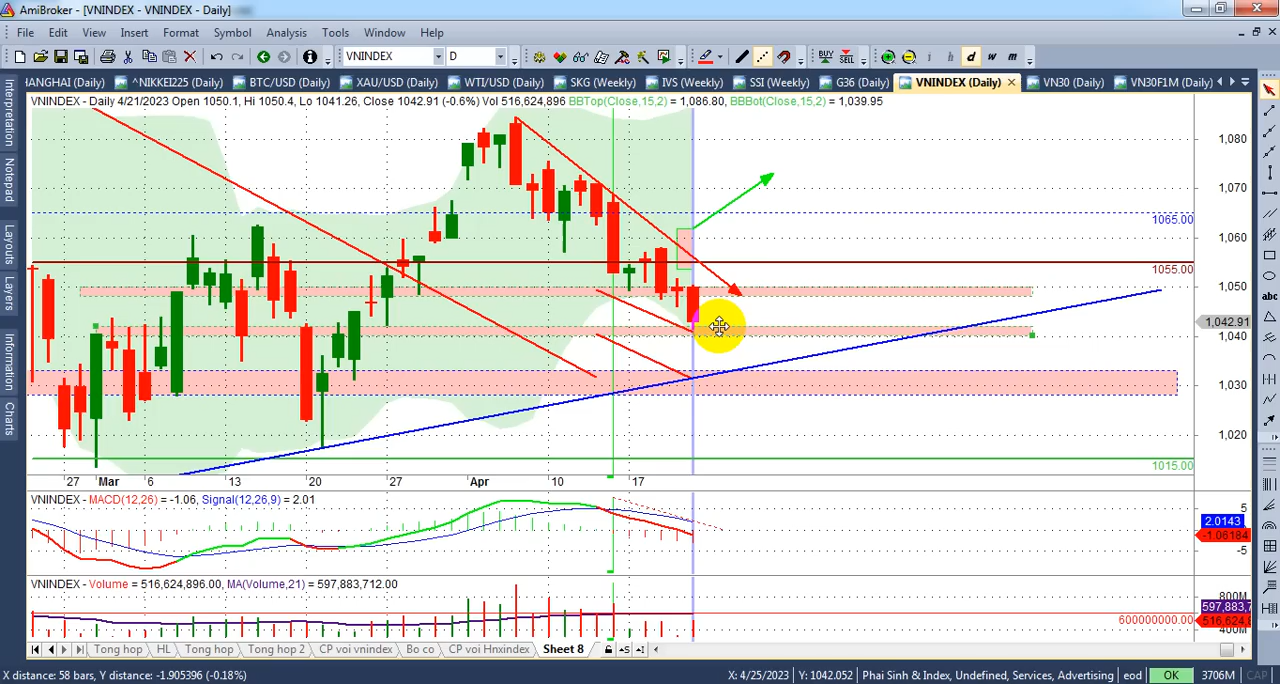 AmiBroker - [VNINDEX - VNINDEX - Daily]
File Edit View Insert Format Symbol Analysis Tools Window Help
VNINDEX D BUY SELL i h d w m
HANGHAI (Daily) ^NIKKEI225 (Daily) BTC/USD (Daily) XAU/USD (Daily) WTI/USD (Daily) SKG (Weekly) IVS (Weekly) SSI (Weekly) G36 (Daily) VNINDEX (Daily) VN30 (Daily) VN30F1M (Daily)
VNINDEX - Daily 4/21/2023 Open 1050.1, Hi 1050.4, Lo 1041.26, Close 1042.91 (-0.6%) Vol 516,624,896 BBTop(Close,15,2) = 1,086.80, BBBot(Close,15,2) = 1,039.95
Interpretation
Notepad
Layouts
Layers
Information
Charts
abc
1,080
1,070
1065.00
1,060
1055.00
1,050
1,042.91
1,040
1,030
1,020
1015.00
27 Mar 6 13 20 27 Apr 10 17
VNINDEX - MACD(12,26) = -1.06, Signal(12,26,9) = 2.01
5
2.0143
-1.06184
-5
VNINDEX - Volume = 516,624,896.00, MA(Volume,21) = 597,883,712.00
800M
597,883,7
600000000.00
516,624,8
400M
Tong hop HL Tong hop Tong hop 2 CP voi vnindex Bo co CP voi Hnxindex Sheet 8
X distance: 58 bars, Y distance: -1.905396 (-0.18%) X: 4/25/2023 Y: 1042.052 Phai Sinh & Index, Undefined, Services, Advertising eod OK 3706M CAP